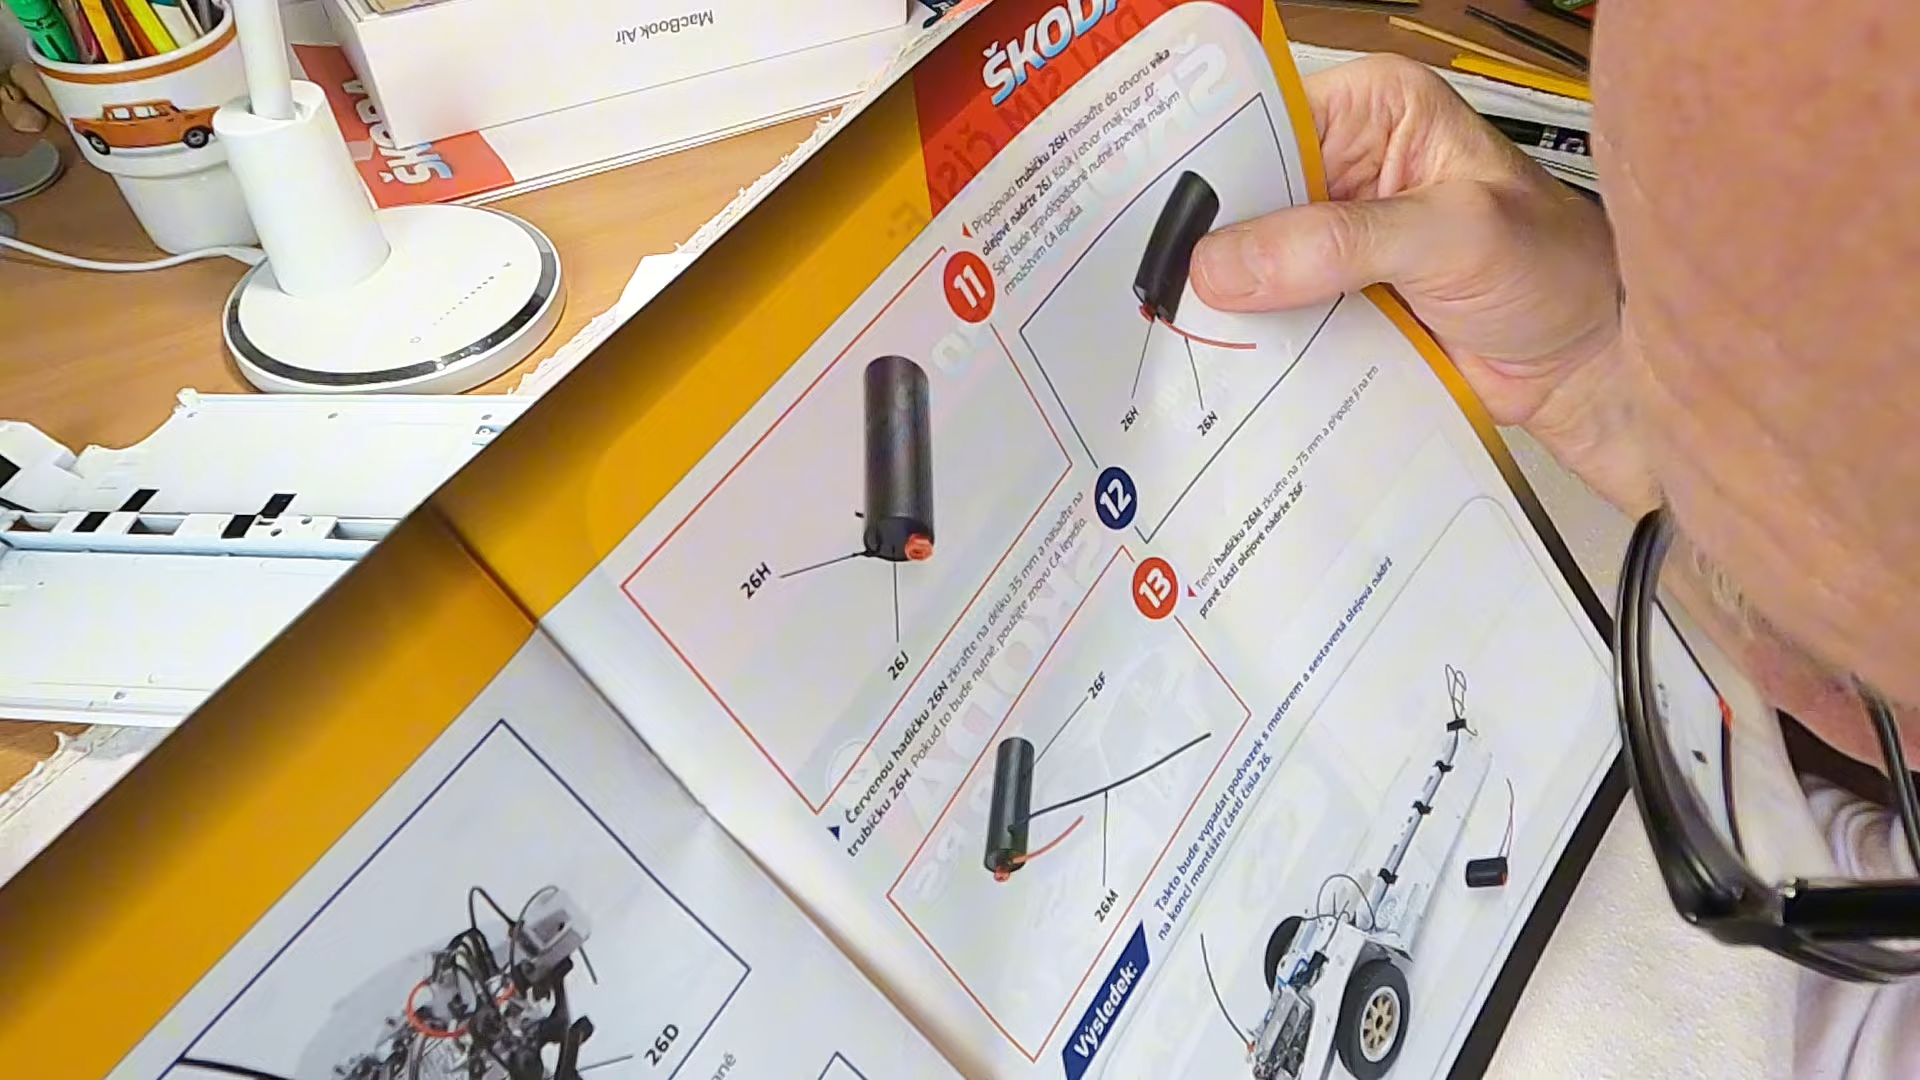 MacBook Air
ŠKODA
ŠKODA
ŠKODA
11
Připojovací trubičku 26H nasaďte do otvoru víka
olejové nádrže 26J. Kolík i otvor mají tvar „D“.
Spoj bude pravděpodobně nutné zpevnit malým
množstvím CA lepidla.
26H
26J
12
Červenou hadičku 26N zkraťte na délku 35 mm a nasaďte na
trubičku 26H. Pokud to bude nutné, použijte znovu CA lepidlo.
26H
26N
13
Tenčí hadičku 26M zkraťte na 75 mm a připojte ji na trn
pravé části olejové nádrže 26F.
26F
26M
Výsledek:
Takto bude vypadat podvozek s motorem a sestavená olejová nádrž
na konci montážní části čísla 26.
26D